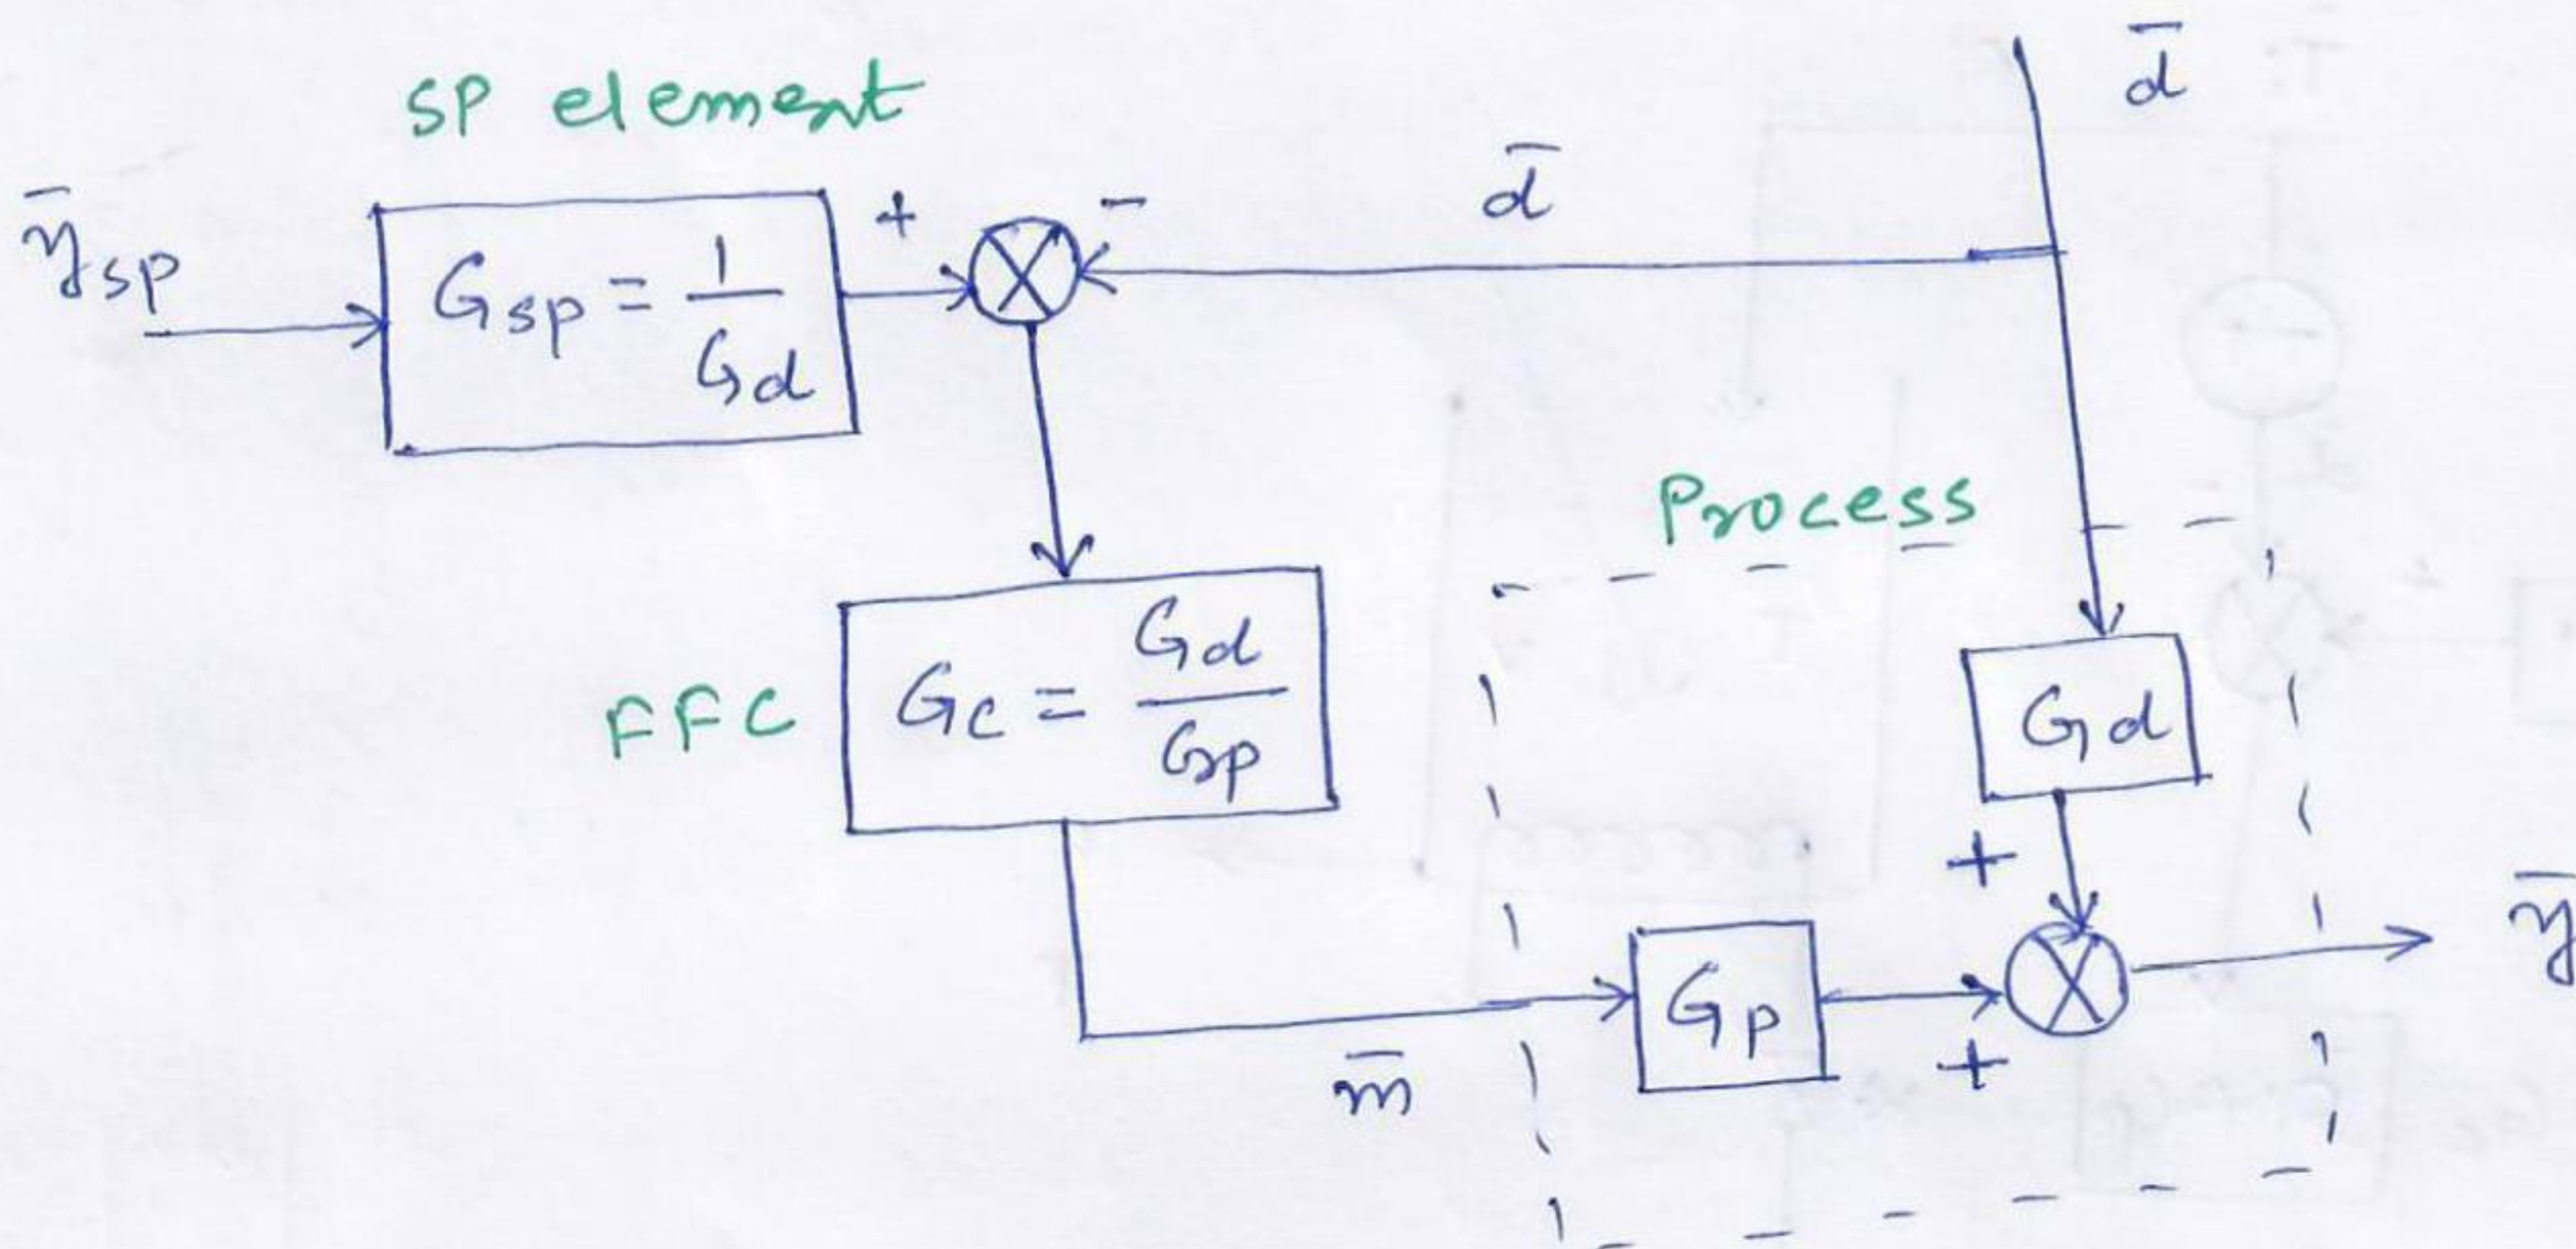 SP element
d̄
d̄
ȳsp
+
-
Gsp = 1/Gd
Process
FFC
Gc = Gd/Gp
Gd
+
ȳ
Gp
+
m̄